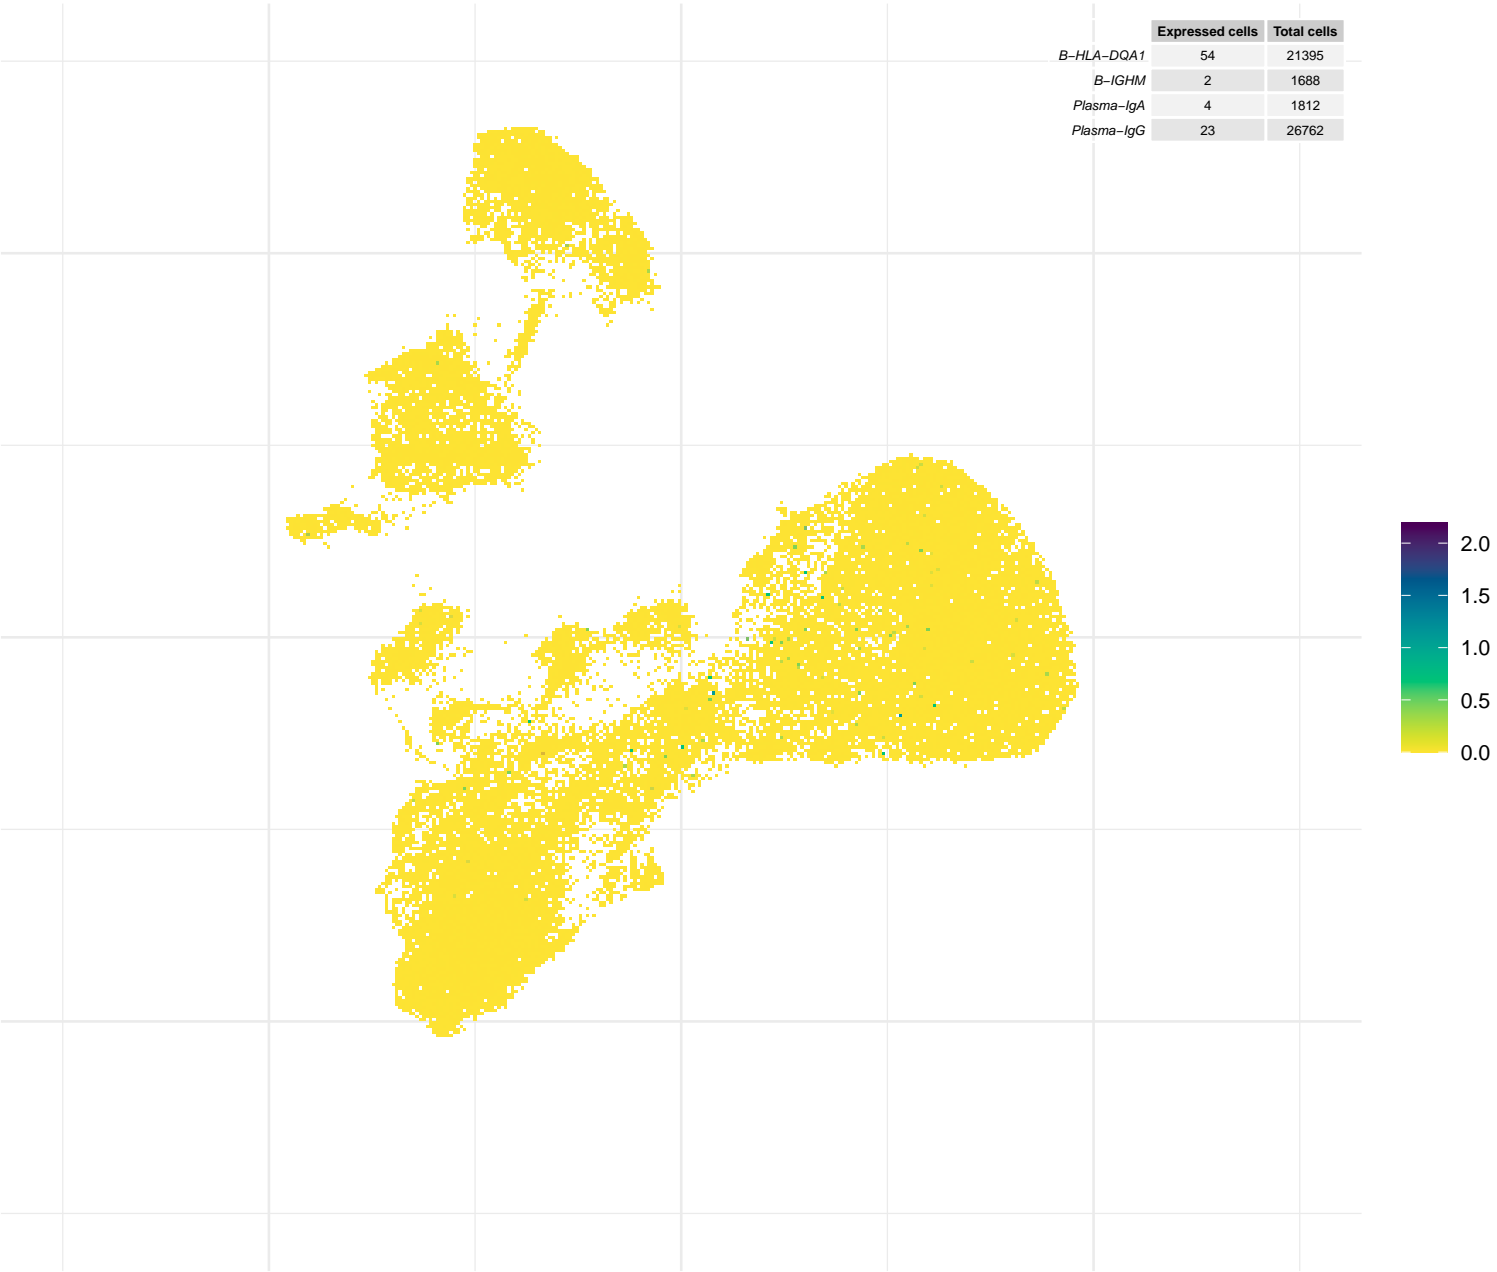 Expressed cells Total cells
B-HLA-DQA1 54 21395
B-IGHM 2 1688
Plasma-IgA 4 1812
Plasma-IgG 23 26762
2.0
1.5
1.0
0.5
0.0